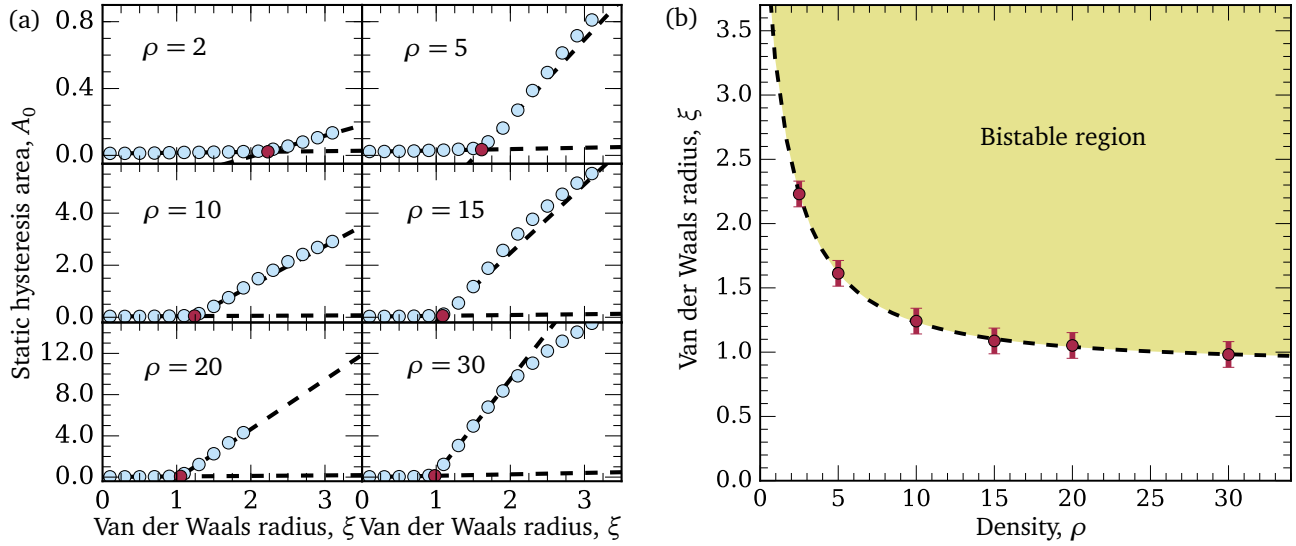 (a)
Static hysteresis area, A₀
0.8
0.4
0.0
ρ = 2
ρ = 5
4.0
2.0
0.0
ρ = 10
ρ = 15
12.0
8.0
4.0
0.0
ρ = 20
ρ = 30
0 1 2 3 0 1 2 3
Van der Waals radius, ξ Van der Waals radius, ξ
(b)
Van der Waals radius, ξ
3.5
3.0
2.5
2.0
1.5
1.0
0.5
0.0
Bistable region
0 5 10 15 20 25 30
Density, ρ